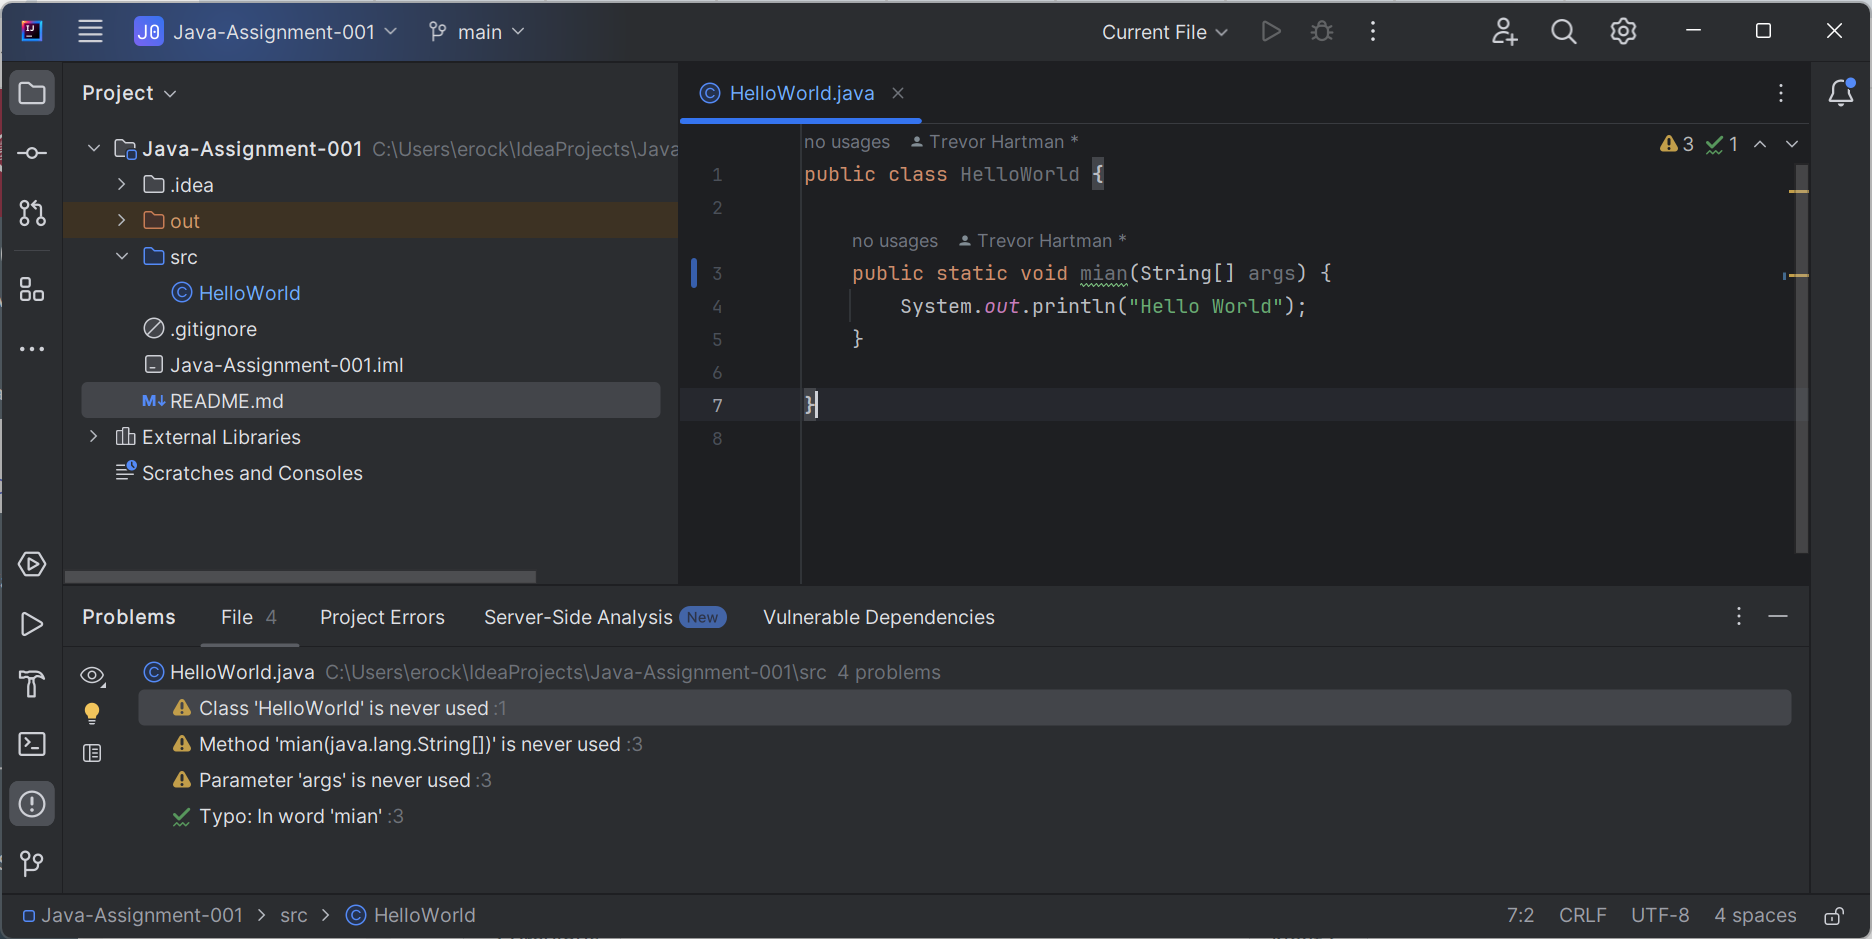 J0 Java-Assignment-001 main Current File
Project
HelloWorld.java
Java-Assignment-001 C:\Users\erock\IdeaProjects\Java
.idea
out
src
HelloWorld
.gitignore
Java-Assignment-001.iml
M↓ README.md
External Libraries
Scratches and Consoles
no usages Trevor Hartman *
3 1
1 public class HelloWorld {
2
no usages Trevor Hartman *
3 public static void mian(String[] args) {
4 System.out.println("Hello World");
5 }
6
7 }
8
Problems File 4 Project Errors Server-Side Analysis New Vulnerable Dependencies
HelloWorld.java C:\Users\erock\IdeaProjects\Java-Assignment-001\src 4 problems
Class 'HelloWorld' is never used :1
Method 'mian(java.lang.String[])' is never used :3
Parameter 'args' is never used :3
Typo: In word 'mian' :3
Java-Assignment-001 > src > HelloWorld
7:2 CRLF UTF-8 4 spaces